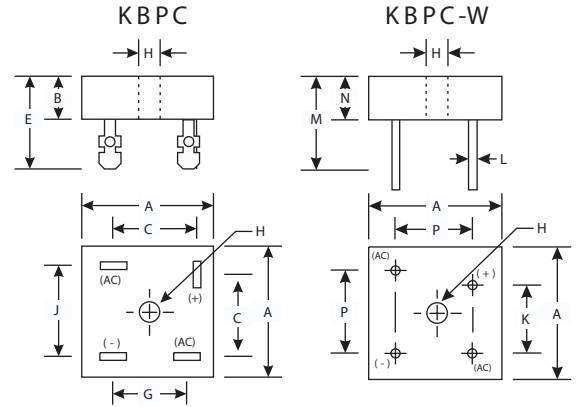 KBPC
KBPC-W
H
H
B
E
N
M
L
A
C
H
A
P
H
(AC)
(+)
J
C
A
(-)
(AC)
G
(AC)
(+)
P
K
A
(-)
(AC)